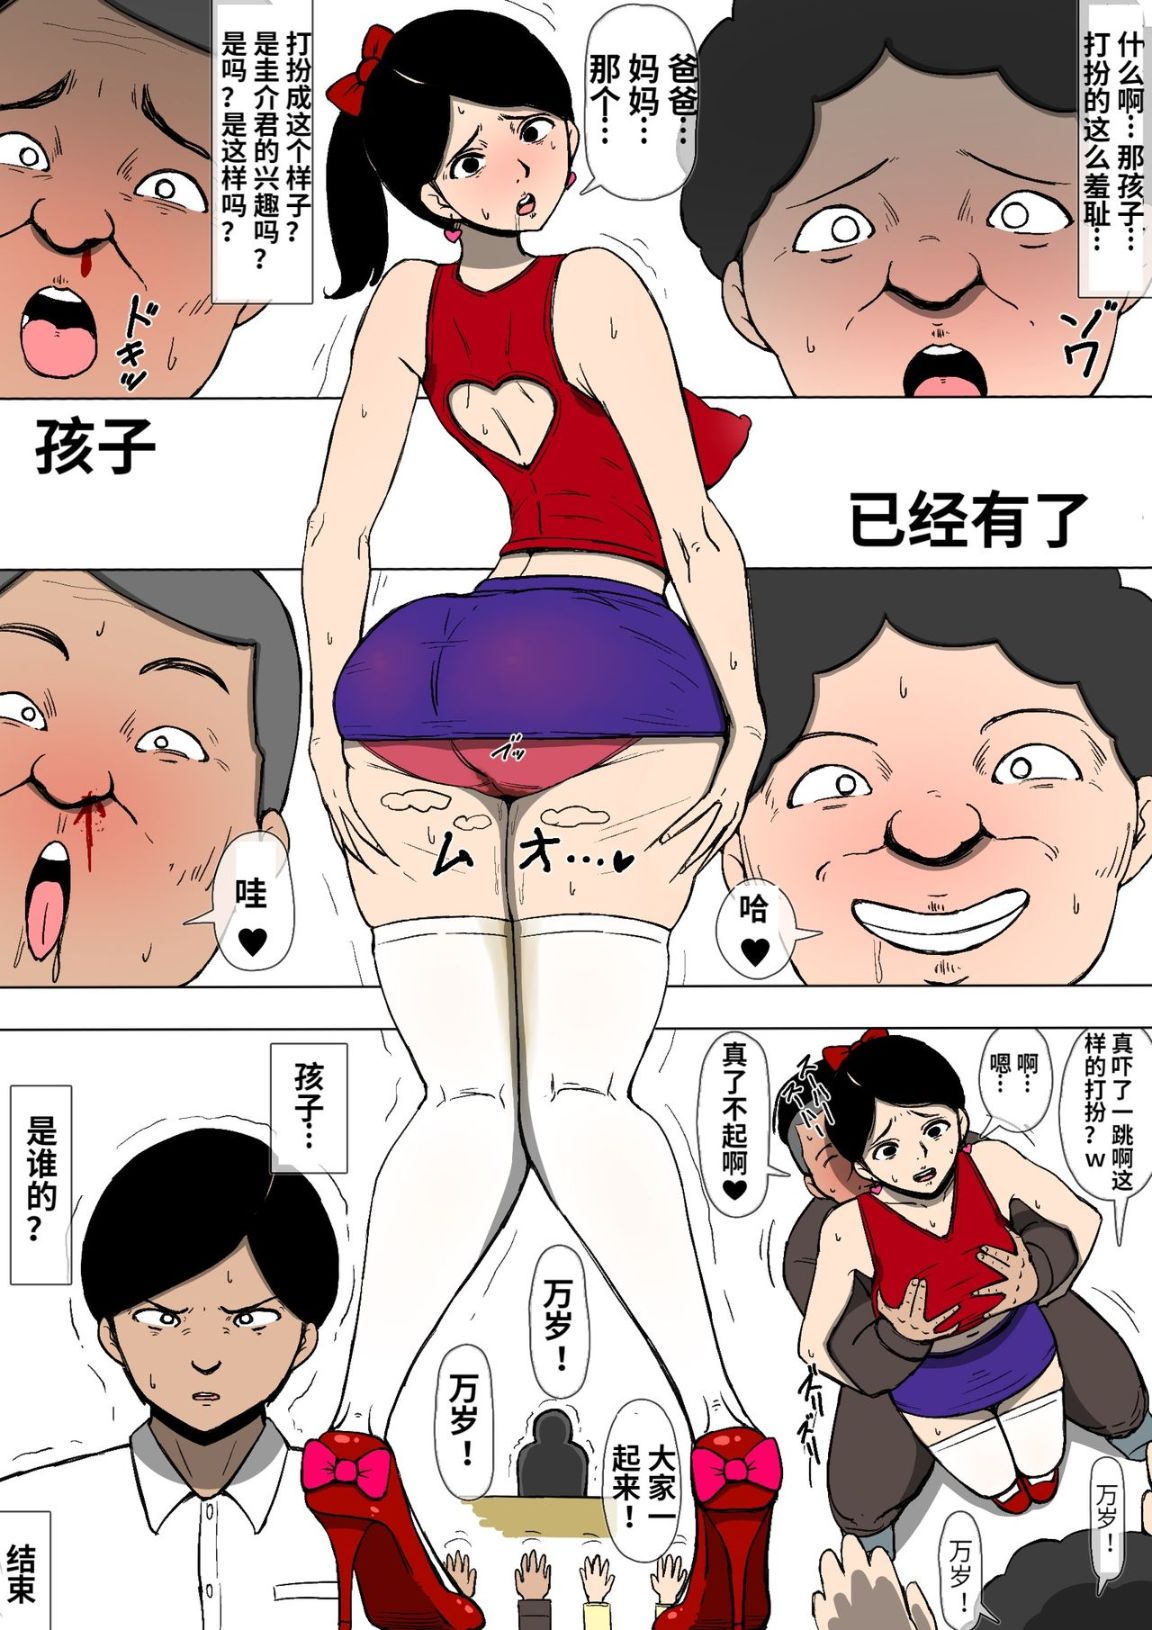 什么啊…那孩子…
打扮的这么羞耻…
ゾワ
爸爸…
妈妈…
那个…
打扮成这个样子？
是圭介君的兴趣吗？
是吗？是这样吗？
ドキッ
孩子
已经有了
ブッ
ムオ…♥
哈♥
哇♥
真吓了一跳啊这
样的打扮？w
啊…
嗯…
真了不起啊♥
孩子…
是谁的？
万岁！
万岁！
大家一
起来！
万岁！
万岁！
结束